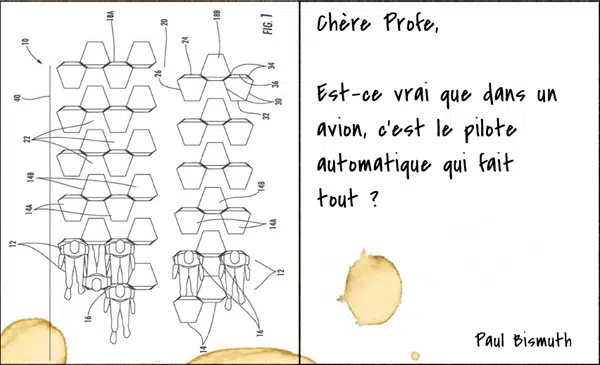 FIG. 1
10
18A
20
24
18B
40
26
34
36
30
32
22
14B
14A
14B
14A
12
12
16
16
14
Chère Profe,
Est-ce vrai que dans un
avion, c'est le pilote
automatique qui fait
tout ?
Paul Bismuth